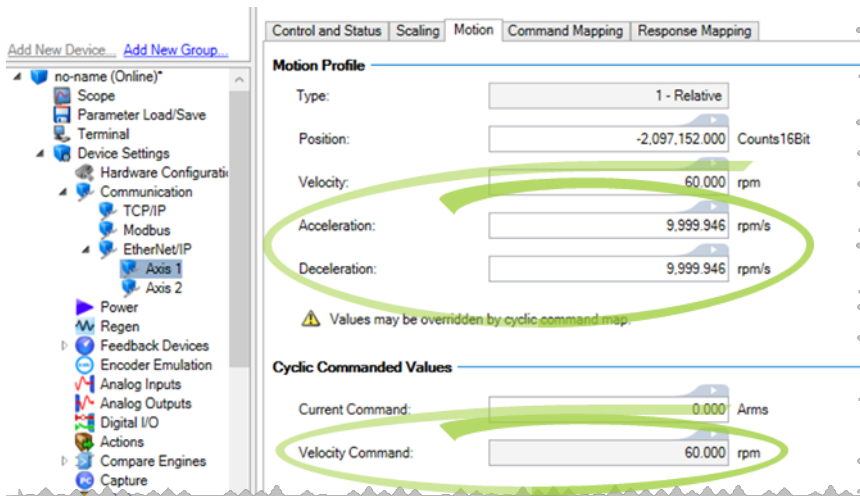 Add New Device... Add New Group...
no-name (Online)*
Scope
Parameter Load/Save
Terminal
Device Settings
Hardware Configuratio
Communication
TCP/IP
Modbus
EtherNet/IP
Axis 1
Axis 2
Power
Regen
Feedback Devices
Encoder Emulation
Analog Inputs
Analog Outputs
Digital I/O
Actions
Compare Engines
Capture
Control and Status Scaling Motion Command Mapping Response Mapping
Motion Profile
Type: 1 - Relative
Position: -2,097,152.000 Counts16Bit
Velocity: 60.000 rpm
Acceleration: 9,999.946 rpm/s
Deceleration: 9,999.946 rpm/s
Values may be overridden by cyclic command map.
Cyclic Commanded Values
Current Command: 0.000 Arms
Velocity Command: 60.000 rpm